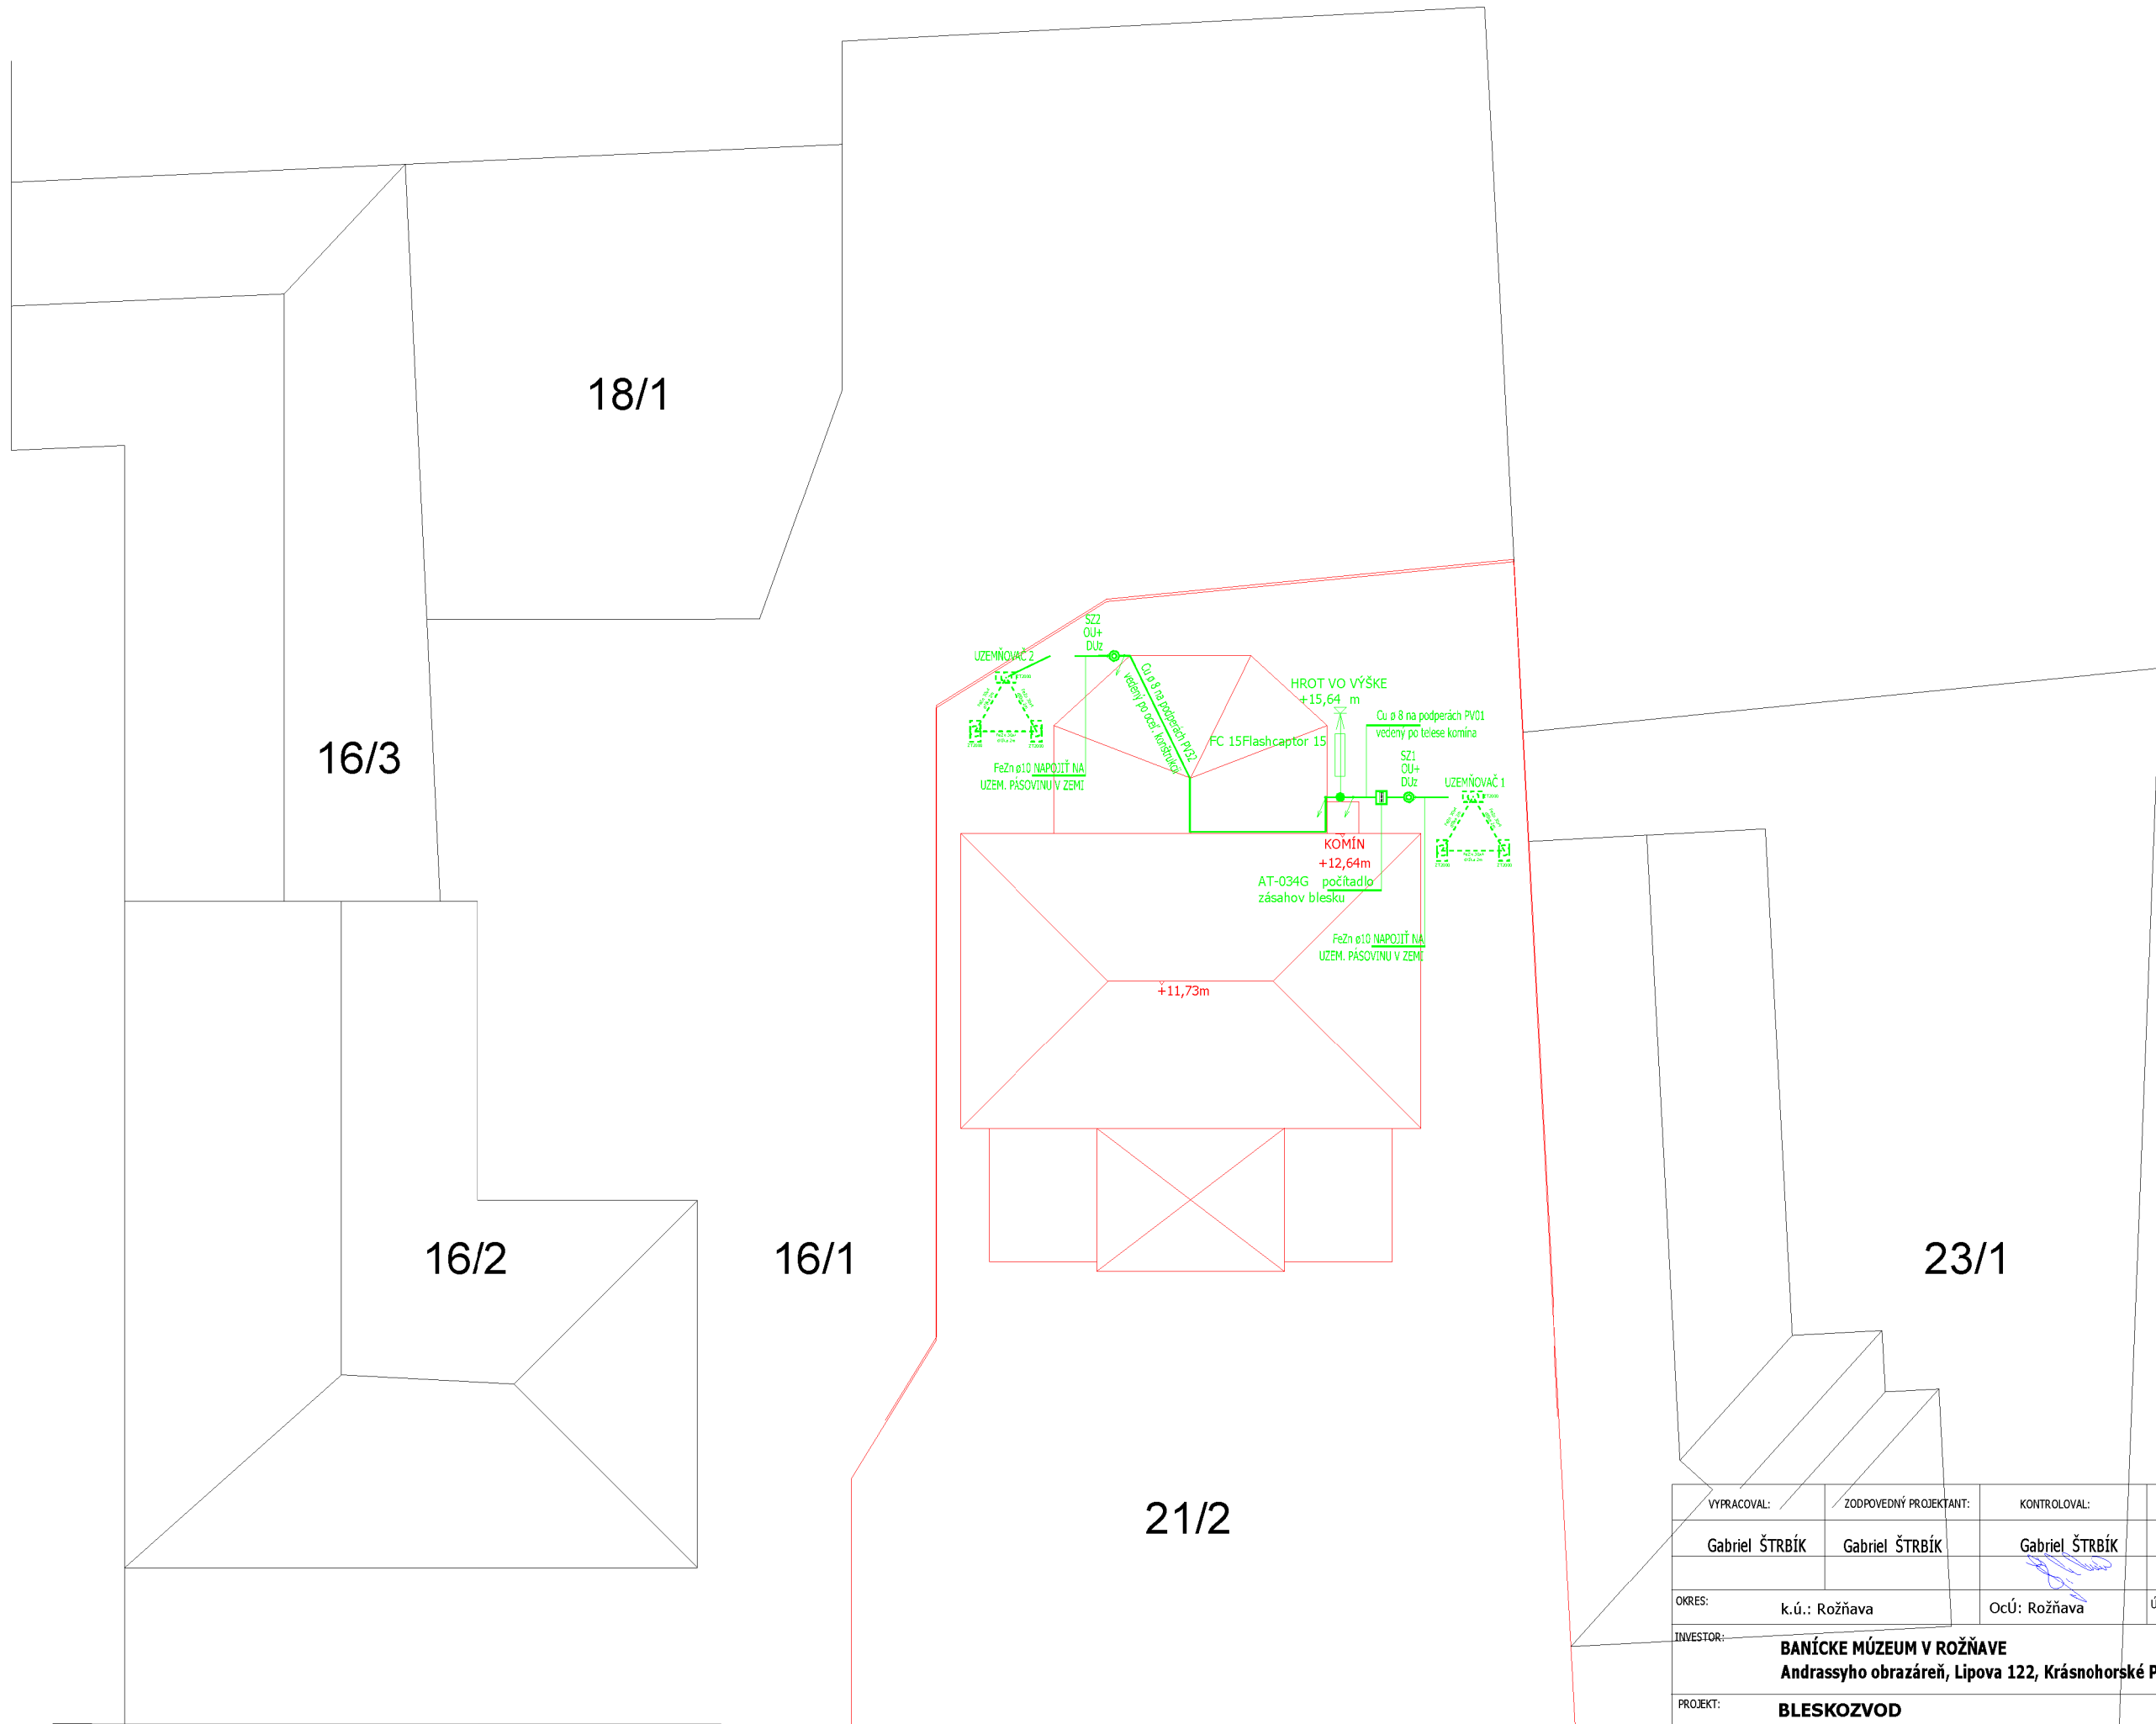 18/1
SZ2
OU+
DUz
UZEMŇOVAČ 2
Cu ø 8 na podperách PV32
vedený po oceľ. konštrukcii
HROT VO VÝŠKE
+15,64 m
Cu ø 8 na podperách PV01
vedený po telese komína
FC 15Flashcaptor 15
16/3
FeZn ø10 NAPOJIŤ NA
UZEM. PÁSOVINU V ZEMI
SZ1
OU+
DUz
UZEMŇOVAČ 1
KOMÍN
+12,64m
AT-034G počítadlo
zásahov blesku
FeZn ø10 NAPOJIŤ NA
UZEM. PÁSOVINU V ZEMI
+11,73m
16/2
16/1
23/1
21/2
VYPRACOVAL:
ZODPOVEDNÝ PROJEKTANT:
KONTROLOVAL:
Gabriel ŠTRBÍK
Gabriel ŠTRBÍK
Gabriel ŠTRBÍK
OKRES:
k.ú.: Rožňava
OcÚ: Rožňava
INVESTOR:
BANÍCKE MÚZEUM V ROŽŇAVE
Andrassyho obrazáreň, Lipova 122, Krásnohorské P
PROJEKT:
BLESKOZVOD